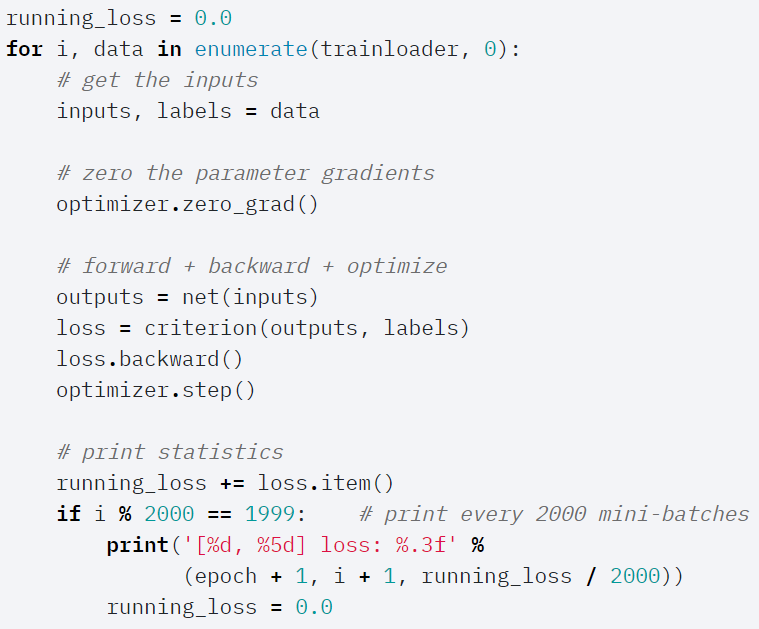 running_loss = 0.0
for i, data in enumerate(trainloader, 0):
    # get the inputs
    inputs, labels = data

    # zero the parameter gradients
    optimizer.zero_grad()

    # forward + backward + optimize
    outputs = net(inputs)
    loss = criterion(outputs, labels)
    loss.backward()
    optimizer.step()

    # print statistics
    running_loss += loss.item()
    if i % 2000 == 1999:    # print every 2000 mini-batches
        print('[%d, %5d] loss: %.3f' %
              (epoch + 1, i + 1, running_loss / 2000))
        running_loss = 0.0